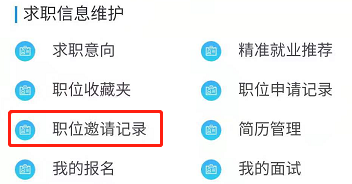 求职信息维护
求职意向 精准就业推荐
职位收藏夹 职位申请记录
职位邀请记录 简历管理
我的报名 我的面试